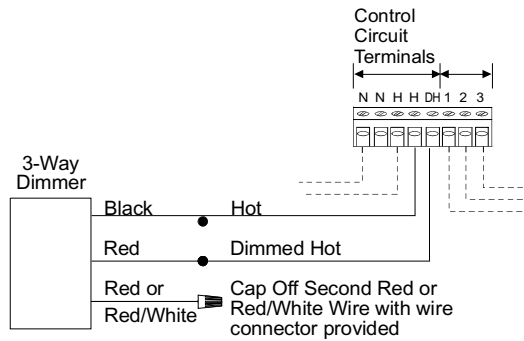 Control
Circuit
Terminals
N N H H DH 1 2 3
3-Way
Dimmer
Black Hot
Red Dimmed Hot
Red or
Red/White
Cap Off Second Red or
Red/White Wire with wire
connector provided